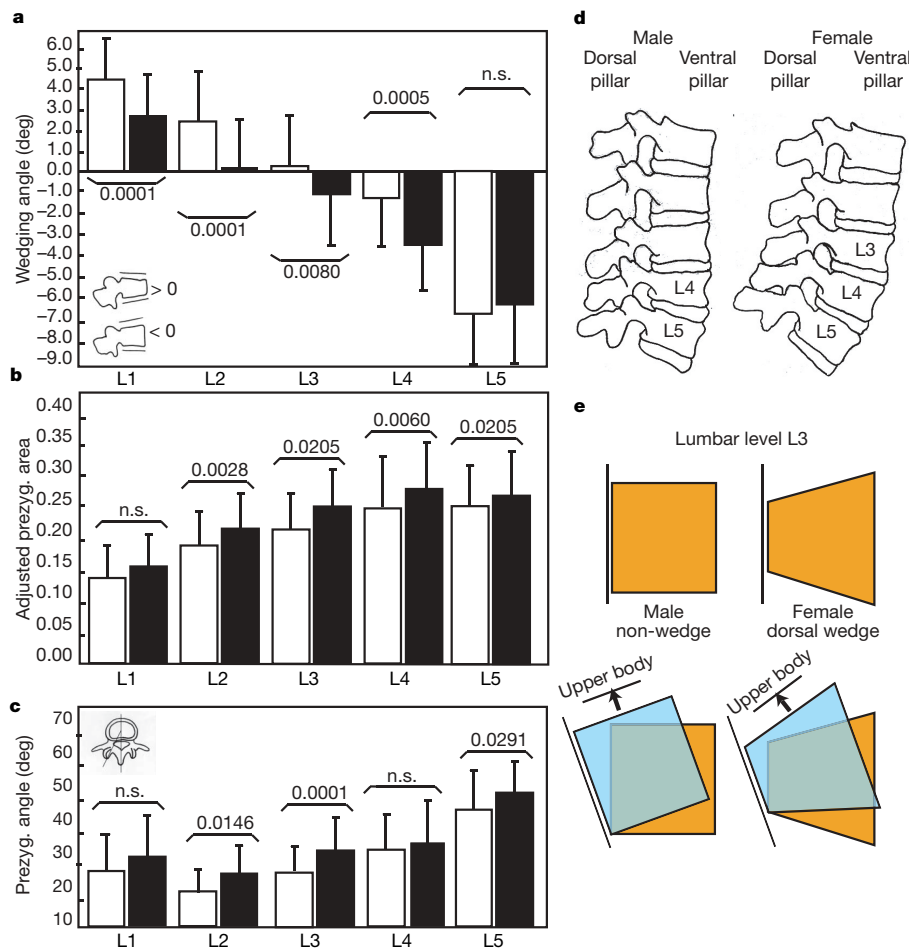 a
Wedging angle (deg)
6.0
5.0
4.0
3.0
2.0
1.0
0.0
−1.0
−2.0
−3.0
−4.0
−5.0
−6.0
−7.0
−8.0
−9.0
0.0001
0.0001
0.0080
0.0005
n.s.
> 0
< 0
L1 L2 L3 L4 L5
b
Adjusted prezyg. area
0.40
0.35
0.30
0.25
0.20
0.15
0.10
0.05
0.00
n.s.
0.0028
0.0205
0.0060
0.0205
L1 L2 L3 L4 L5
c
Prezyg. angle (deg)
70
60
50
40
30
20
10
n.s.
0.0146
0.0001
n.s.
0.0291
L1 L2 L3 L4 L5
d
Male
Dorsal pillar
Ventral pillar
Female
Dorsal pillar
Ventral pillar
L4
L5
L3
L4
L5
e
Lumbar level L3
Male
non-wedge
Female
dorsal wedge
Upper body
Upper body